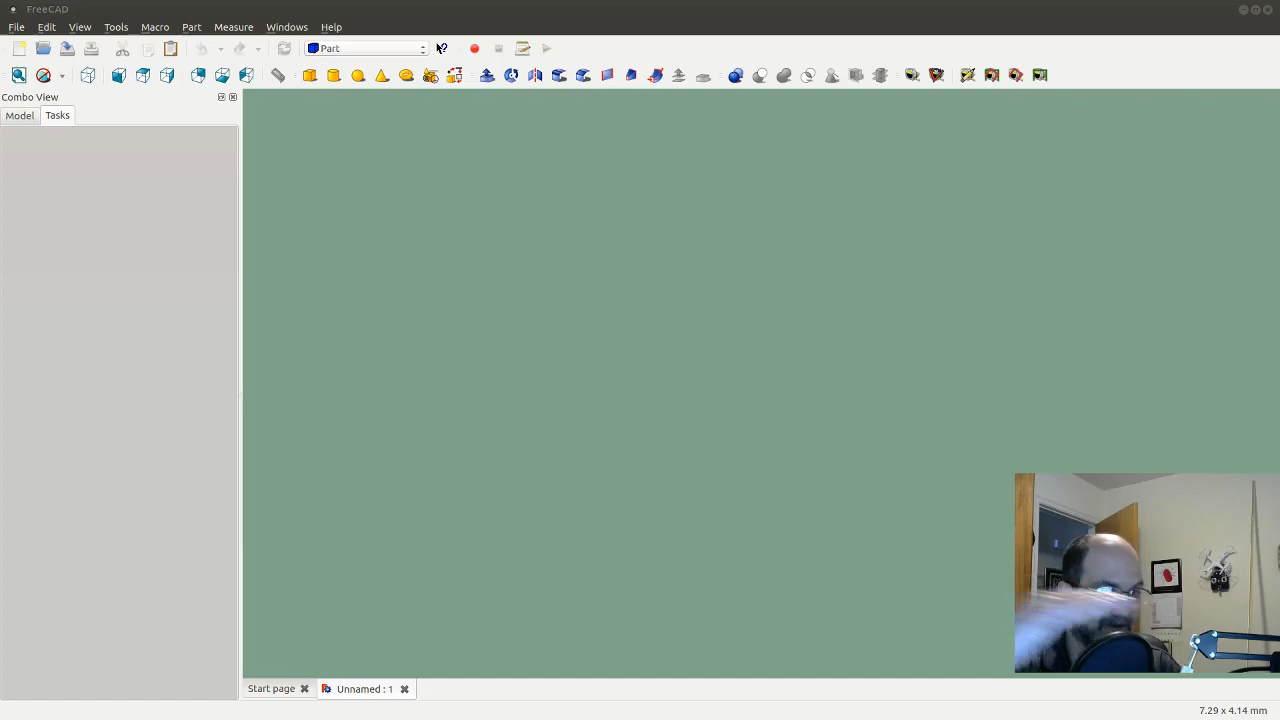 FreeCAD
File Edit View Tools Macro Part Measure Windows Help
Part
Combo View
Model Tasks
Start page Unnamed : 1
7.29 x 4.14 mm